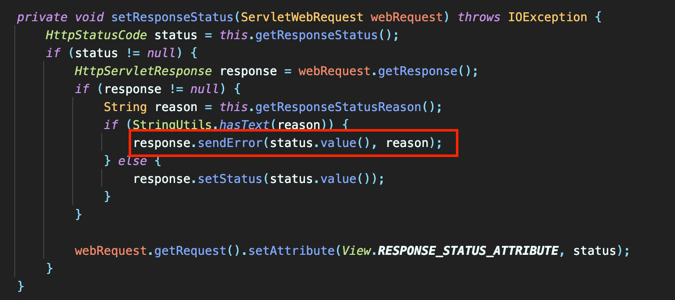 private void setResponseStatus(ServletWebRequest webRequest) throws IOException {
HttpStatusCode status = this.getResponseStatus();
if (status != null) {
HttpServletResponse response = webRequest.getResponse();
if (response != null) {
String reason = this.getResponseStatusReason();
if (StringUtils.hasText(reason)) {
response.sendError(status.value(), reason);
} else {
response.setStatus(status.value());
}
}
webRequest.getRequest().setAttribute(View.RESPONSE_STATUS_ATTRIBUTE, status);
}
}